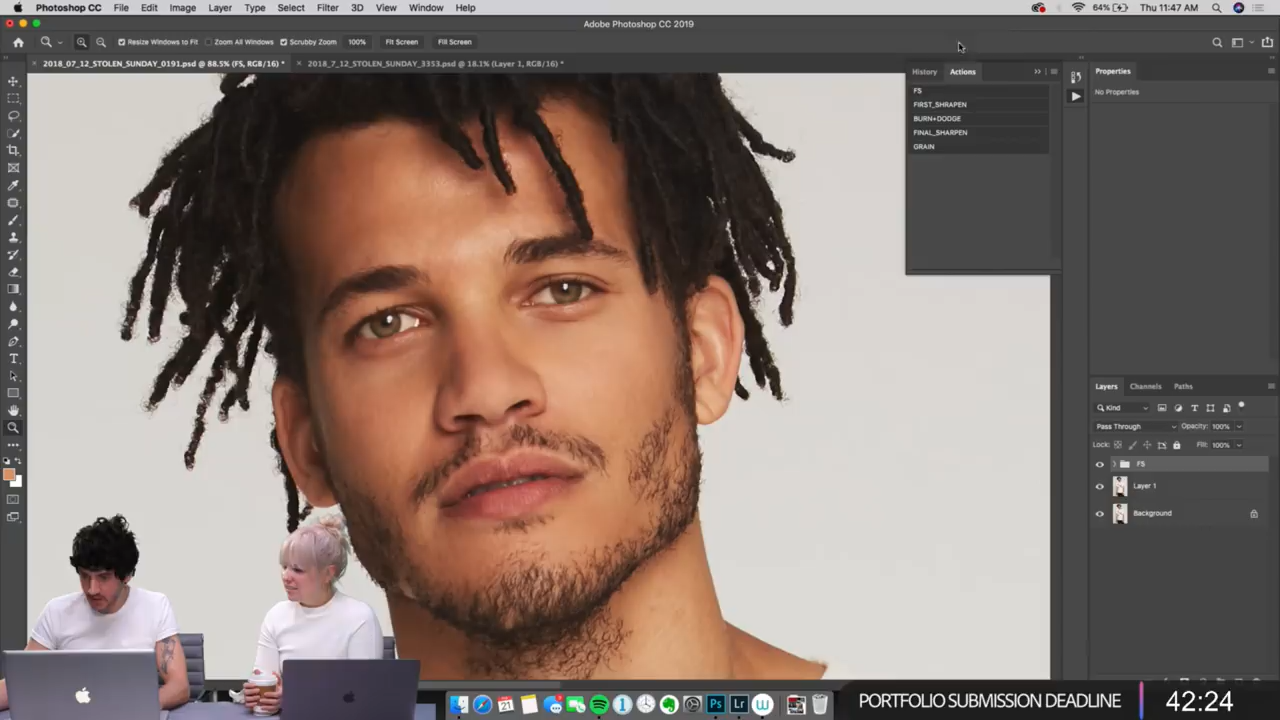 Photoshop CC File Edit Image Layer Type Select Filter 3D View Window Help 64% Thu 11:47 AM
Adobe Photoshop CC 2019
Resize Windows to Fit Zoom All Windows Scrubby Zoom 100% Fit Screen Fill Screen
2018_07_12_STOLEN_SUNDAY_0191.psd @ 88.5% (FS, RGB/16) * 2018_7_12_STOLEN_SUNDAY_3353.psd @ 18.1% (Layer 1, RGB/16) *
History Actions
FS
FIRST_SHRAPEN
BURN+DODGE
FINAL_SHARPEN
GRAIN
Properties
No Properties
Layers Channels Paths
Kind
Pass Through Opacity: 100%
Lock: Fill: 100%
FS
Layer 1
Background
Ps Lr
PORTFOLIO SUBMISSION DEADLINE 42:24